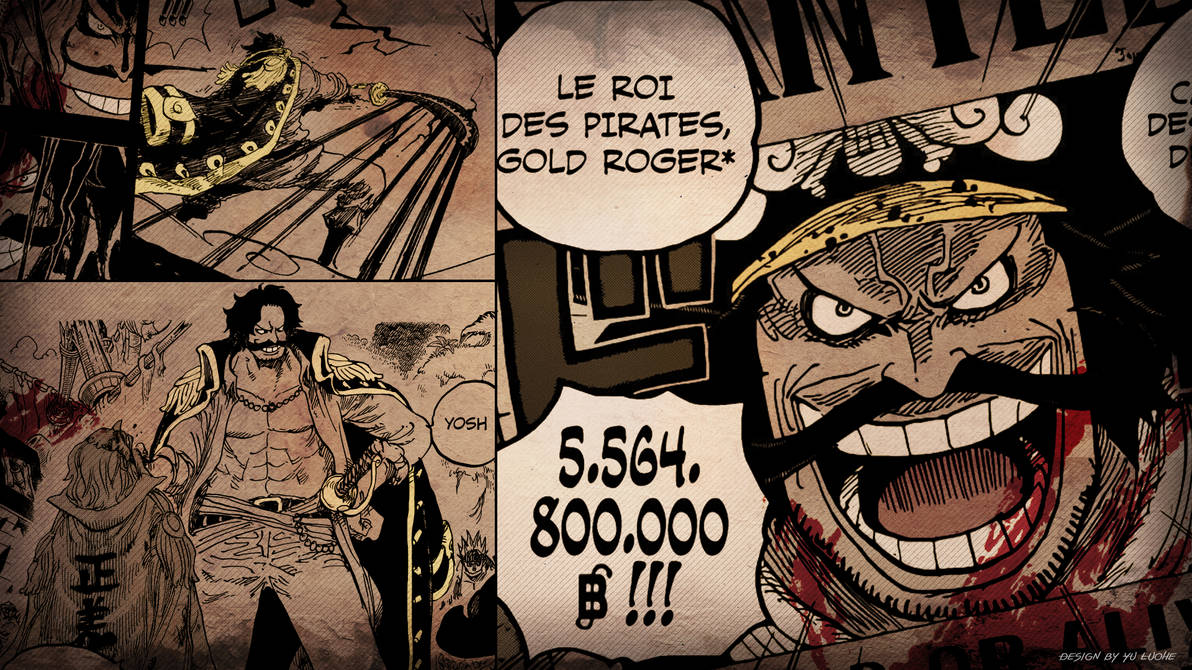 LE ROI
DES PIRATES,
GOLD ROGER*
YOSH
5.564.
800.000
฿ !!!
DESIGN BY YU LUOHE